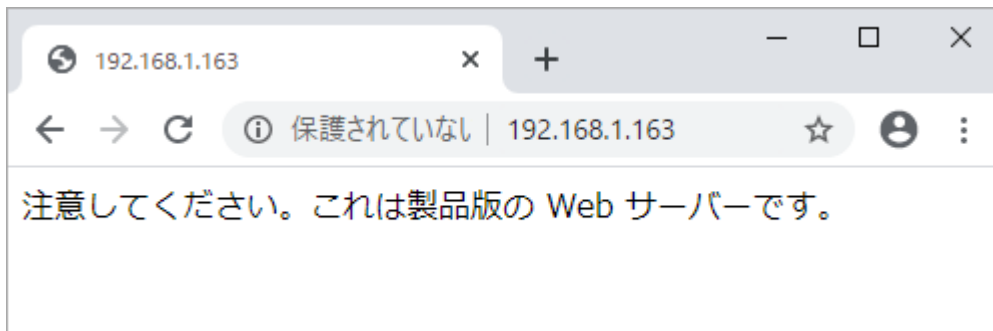 192.168.1.163
保護されていない 192.168.1.163
注意してください。これは製品版の Web サーバーです。